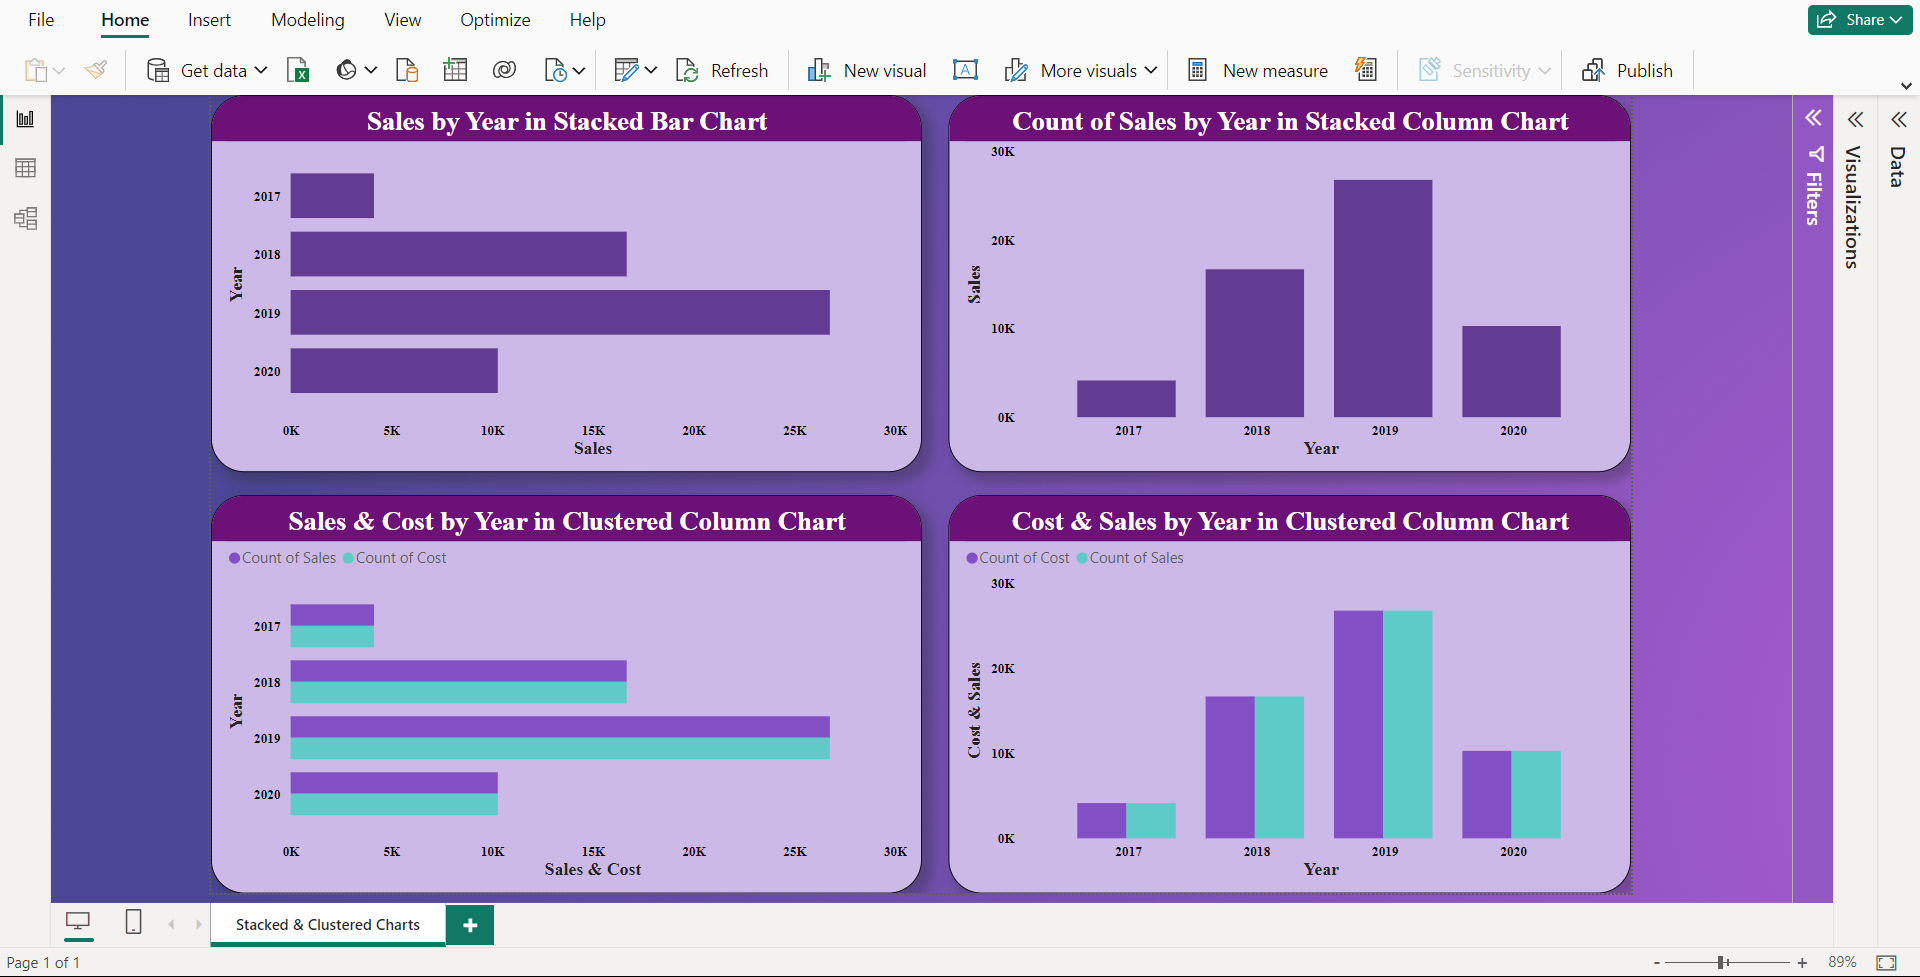 File Home Insert Modeling View Optimize Help Share
Get data Refresh New visual More visuals New measure Sensitivity Publish
Sales by Year in Stacked Bar Chart
Year
2017
2018
2019
2020
0K 5K 10K 15K 20K 25K 30K
Sales
Count of Sales by Year in Stacked Column Chart
Sales
30K
20K
10K
0K
2017 2018 2019 2020
Year
Sales & Cost by Year in Clustered Column Chart
Count of Sales Count of Cost
Year
2017
2018
2019
2020
0K 5K 10K 15K 20K 25K 30K
Sales & Cost
Cost & Sales by Year in Clustered Column Chart
Count of Cost Count of Sales
Cost & Sales
30K
20K
10K
0K
2017 2018 2019 2020
Year
Filters
Visualizations
Data
Stacked & Clustered Charts
Page 1 of 1
- + 89%